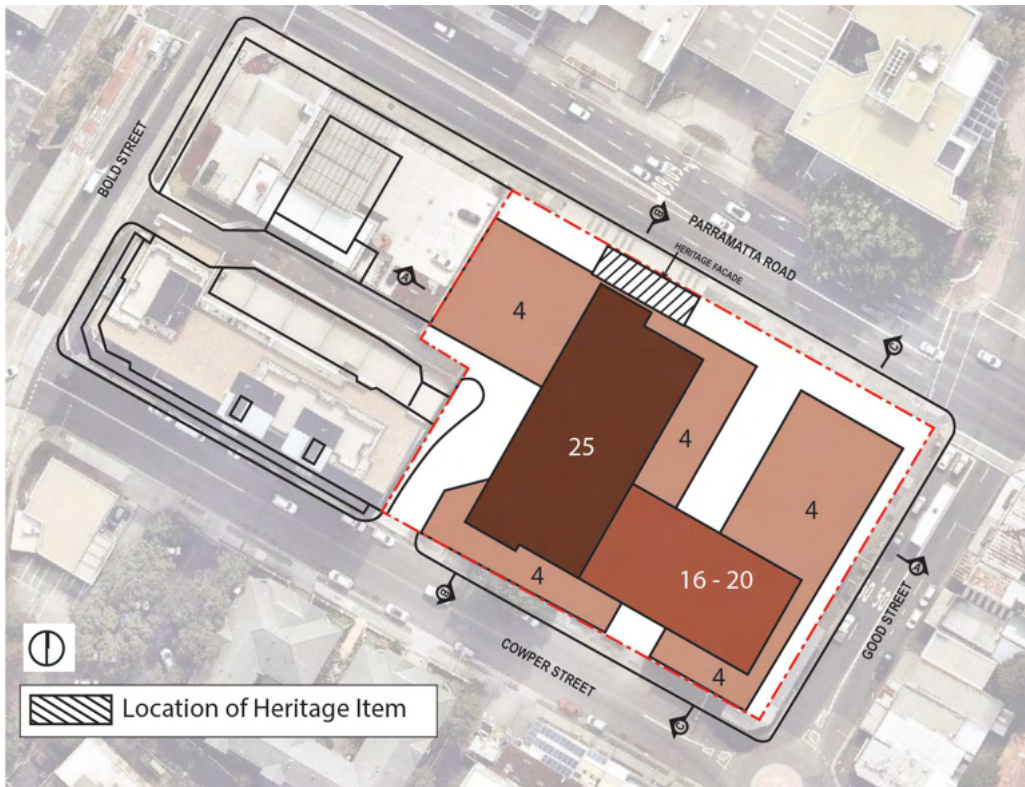 BOLD STREET
B
PARRAMATTA ROAD
HERITAGE FACADE
A
4
C
25
4
4
4
16 - 20
A
B
COWPER STREET
GOOD STREET
4
C
Location of Heritage Item